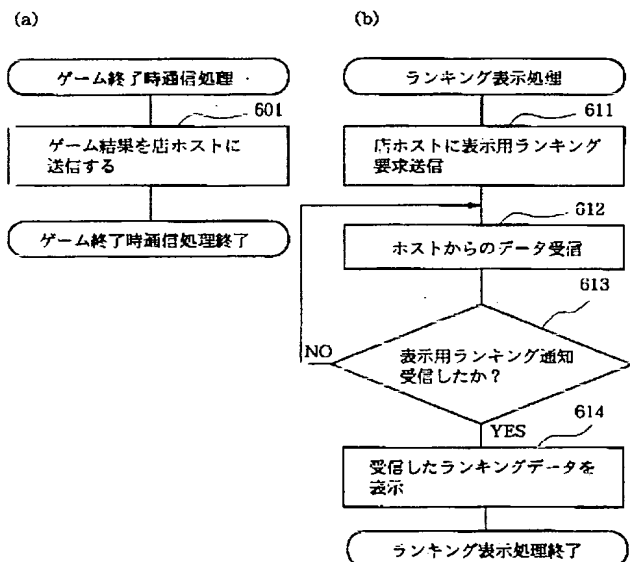 (a)
ゲーム終了時通信処理
601
ゲーム結果を店ホストに
送信する
ゲーム終了時通信処理終了
(b)
ランキング表示処理
611
店ホストに表示用ランキング
要求送信
612
ホストからのデータ受信
613
表示用ランキング通知
受信したか？
NO
YES
614
受信したランキングデータを
表示
ランキング表示処理終了